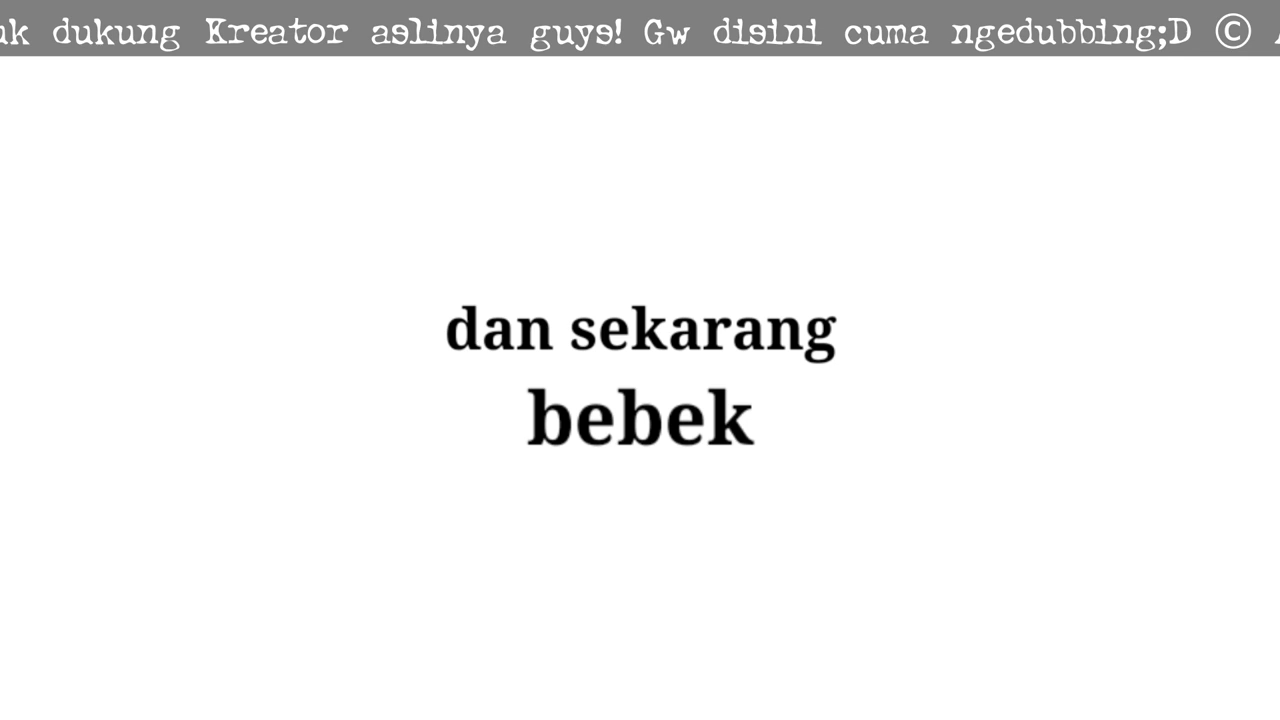 dukung Kreator aslinya guys! Gw disini cuma ngedubbing;D ©
dan sekarang
bebek